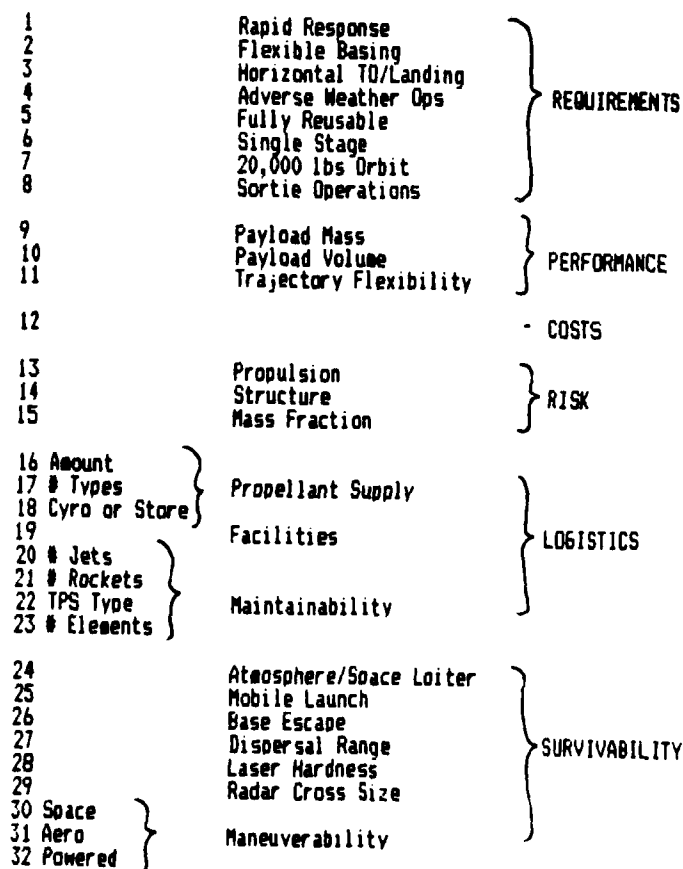 1 Rapid Response
2 Flexible Basing
3 Horizontal TO/Landing
4 Adverse Weather Ops
REQUIREMENTS
5 Fully Reusable
6 Single Stage
7 20,000 lbs Orbit
8 Sortie Operations
9 Payload Mass
10 Payload Volume
PERFORMANCE
11 Trajectory Flexibility
12 - COSTS
13 Propulsion
14 Structure
RISK
15 Mass Fraction
16 Amount
17 # Types Propellant Supply
18 Cyro or Store
19 Facilities
LOGISTICS
20 # Jets
21 # Rockets
22 TPS Type Maintainability
23 # Elements
24 Atmosphere/Space Loiter
25 Mobile Launch
26 Base Escape
27 Dispersal Range
SURVIVABILITY
28 Laser Hardness
29 Radar Cross Size
30 Space
31 Aero Maneuverability
32 Powered